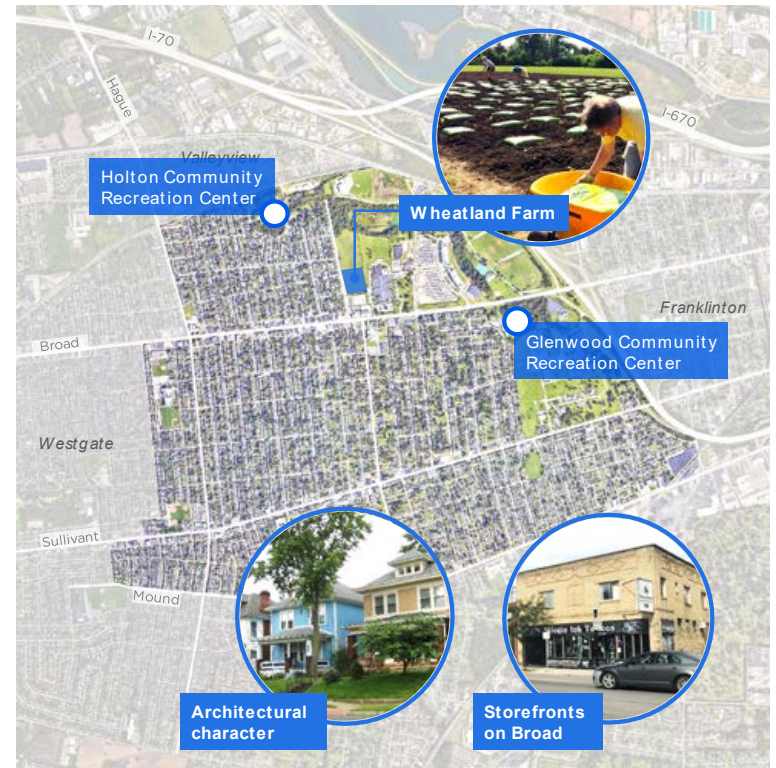 I-70
Hague
I-670
Valleyview
Holton Community
Recreation Center
Wheatland Farm
Franklinton
Broad
Glenwood Community
Recreation Center
Westgate
Sullivant
Mound
Architectural
character
Storefronts
on Broad